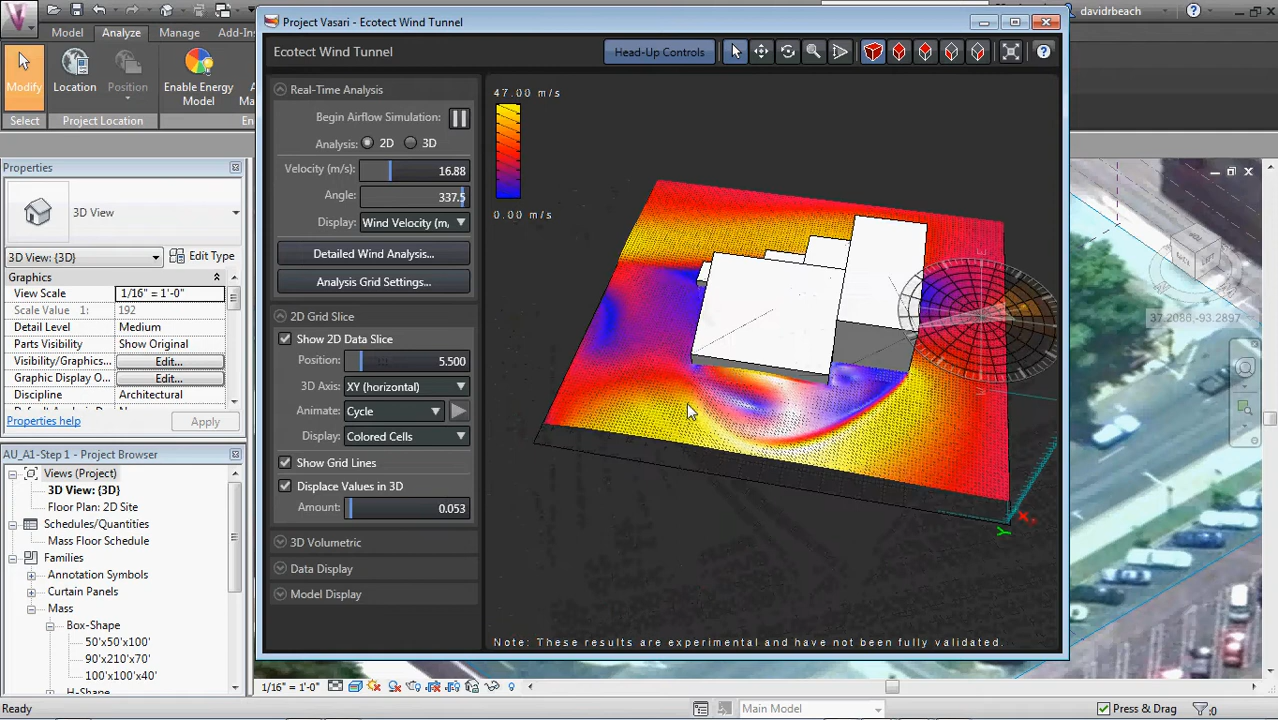 davidrbeach
Model Analyze Manage Add-Ins
Modify
Location
Position
Enable Energy
Model
Select
Project Location
Properties
3D View
3D View: {3D}
Edit Type
Graphics
View Scale 1/16" = 1'-0"
Scale Value 1: 192
Detail Level Medium
Parts Visibility Show Original
Visibility/Graphics... Edit...
Graphic Display O... Edit...
Discipline Architectural
Properties help
Apply
AU_A1-Step 1 - Project Browser
Views (Project)
3D View: {3D}
Floor Plan: 2D Site
Schedules/Quantities
Mass Floor Schedule
Families
Annotation Symbols
Curtain Panels
Mass
Box-Shape
50'x50'x100'
90'x210'x70'
100'x100'x40'
H-Shape
Ready
Project Vasari - Ecotect Wind Tunnel
Ecotect Wind Tunnel
Head-Up Controls
Real-Time Analysis
Begin Airflow Simulation:
Analysis: 2D 3D
Velocity (m/s): 16.88
Angle: 337.5
Display: Wind Velocity (m,
Detailed Wind Analysis...
Analysis Grid Settings...
2D Grid Slice
Show 2D Data Slice
Position: 5.500
3D Axis: XY (horizontal)
Animate: Cycle
Display: Colored Cells
Show Grid Lines
Displace Values in 3D
Amount: 0.053
3D Volumetric
Data Display
Model Display
47.00 m/s
0.00 m/s
37.2086,-93.2897
X
Y
Note: These results are experimental and have not been fully validated.
BACK LEFT
1/16" = 1'-0"
Main Model
Press & Drag
:0